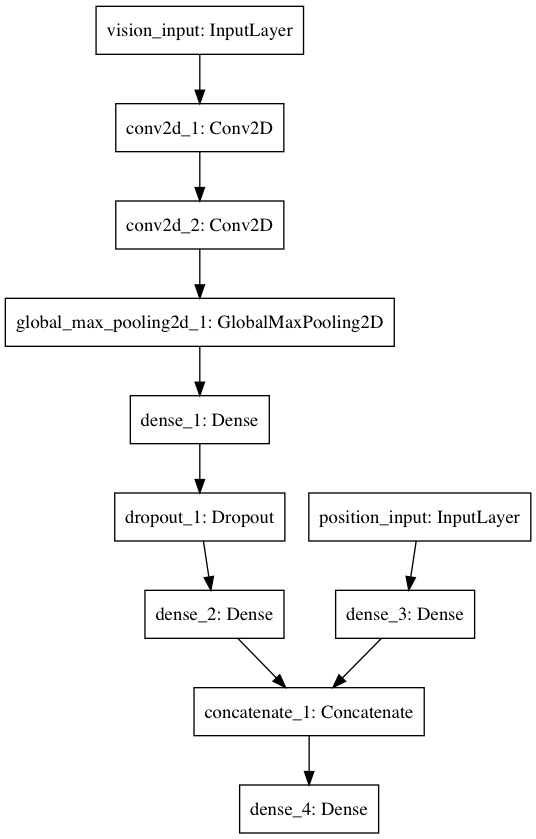 vision_input: InputLayer
conv2d_1: Conv2D
conv2d_2: Conv2D
global_max_pooling2d_1: GlobalMaxPooling2D
dense_1: Dense
dropout_1: Dropout
position_input: InputLayer
dense_2: Dense
dense_3: Dense
concatenate_1: Concatenate
dense_4: Dense